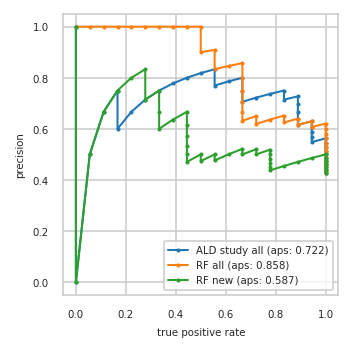 1.0
0.8
0.6
0.4
0.2
0.0
precision
0.0 0.2 0.4 0.6 0.8 1.0
true positive rate
ALD study all (aps: 0.722)
RF all (aps: 0.858)
RF new (aps: 0.587)